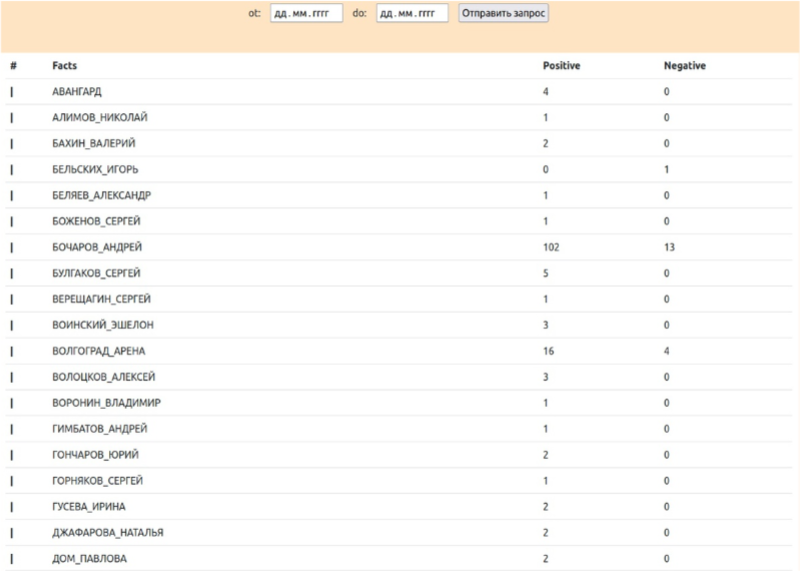 ot: дд.мм.гггг do: дд.мм.гггг Отправить запрос
# Facts Positive Negative
| АВАНГАРД 4 0
| АЛИМОВ_НИКОЛАЙ 1 0
| БАХИН_ВАЛЕРИЙ 2 0
| БЕЛЬСКИХ_ИГОРЬ 0 1
| БЕЛЯЕВ_АЛЕКСАНДР 1 0
| БОЖЕНОВ_СЕРГЕЙ 1 0
| БОЧАРОВ_АНДРЕЙ 102 13
| БУЛГАКОВ_СЕРГЕЙ 5 0
| ВЕРЕЩАГИН_СЕРГЕЙ 1 0
| ВОИНСКИЙ_ЭШЕЛОН 3 0
| ВОЛГОГРАД_АРЕНА 16 4
| ВОЛОЦКОВ_АЛЕКСЕЙ 3 0
| ВОРОНИН_ВЛАДИМИР 1 0
| ГИМБАТОВ_АНДРЕЙ 1 0
| ГОНЧАРОВ_ЮРИЙ 2 0
| ГОРНЯКОВ_СЕРГЕЙ 1 0
| ГУСЕВА_ИРИНА 2 0
| ДЖАФАРОВА_НАТАЛЬЯ 2 0
| ДОМ_ПАВЛОВА 2 0